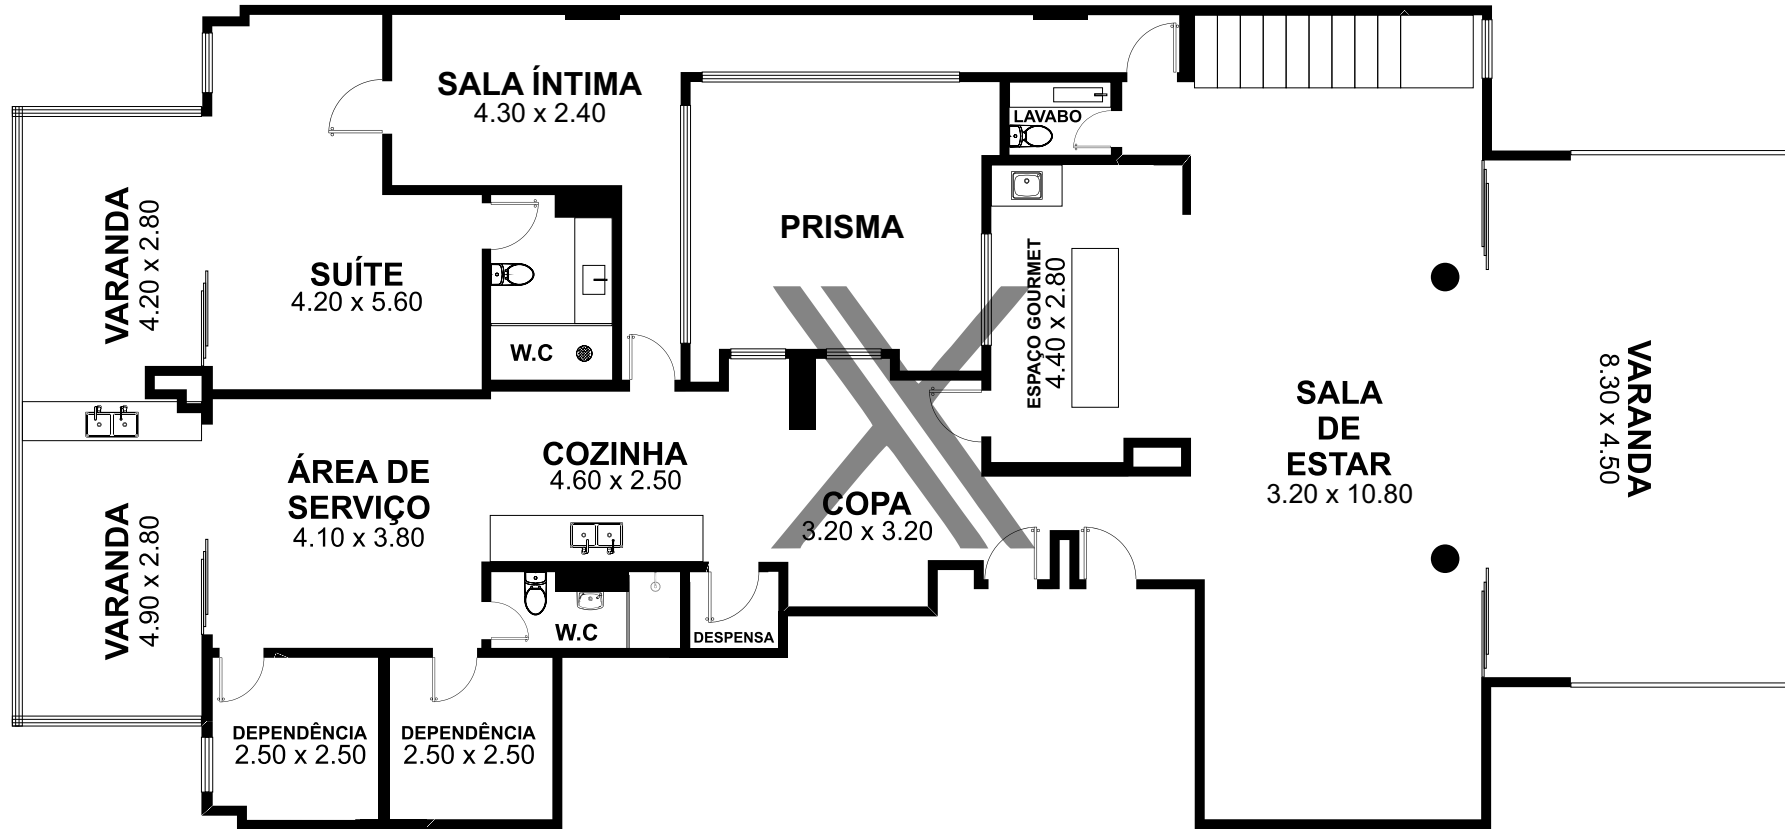 SALA ÍNTIMA
4.30 x 2.40
LAVABO
VARANDA
4.20 x 2.80
SUÍTE
4.20 x 5.60
W.C
PRISMA
ESPAÇO GOURMET
4.40 x 2.80
SALA
DE
ESTAR
3.20 x 10.80
VARANDA
8.30 x 4.50
ÁREA DE
SERVIÇO
4.10 x 3.80
COZINHA
4.60 x 2.50
COPA
3.20 x 3.20
VARANDA
4.90 x 2.80
W.C
DESPENSA
DEPENDÊNCIA
2.50 x 2.50
DEPENDÊNCIA
2.50 x 2.50